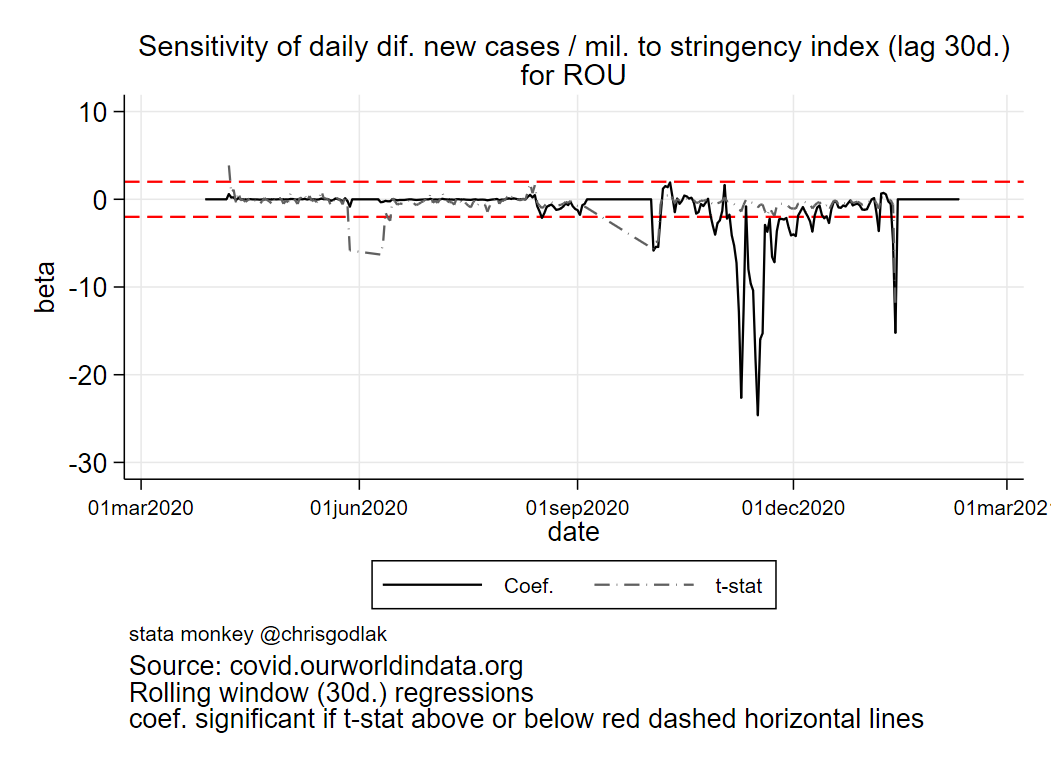 Sensitivity of daily dif. new cases / mil. to stringency index (lag 30d.)
for ROU
10
0
-10
-20
-30
beta
01mar2020
01jun2020
01sep2020
01dec2020
01mar202
date
Coef.
t-stat
stata monkey @chrisgodlak
Source: covid.ourworldindata.org
Rolling window (30d.) regressions
coef. significant if t-stat above or below red dashed horizontal lines